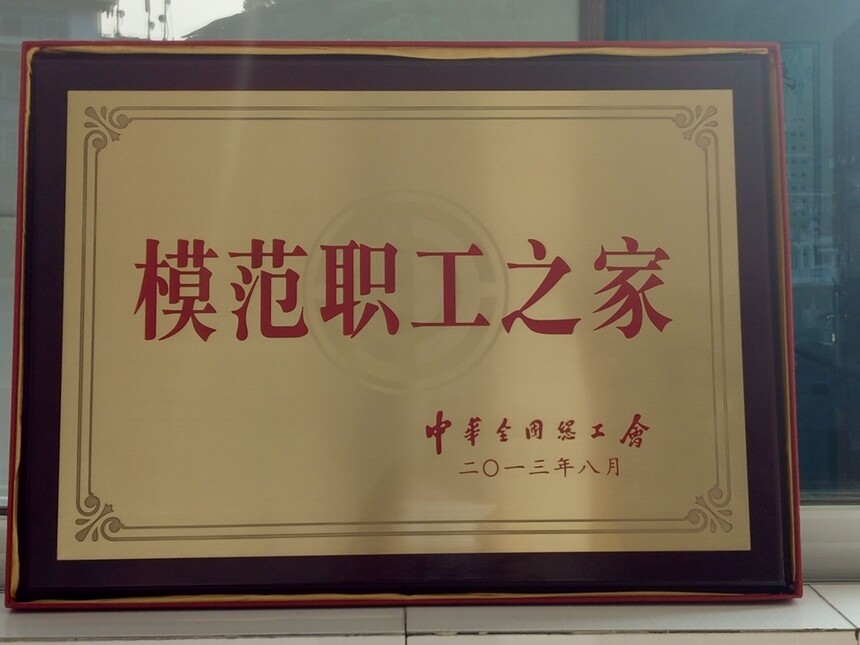 模范职工之家
中华全国总工会
二〇一三年八月